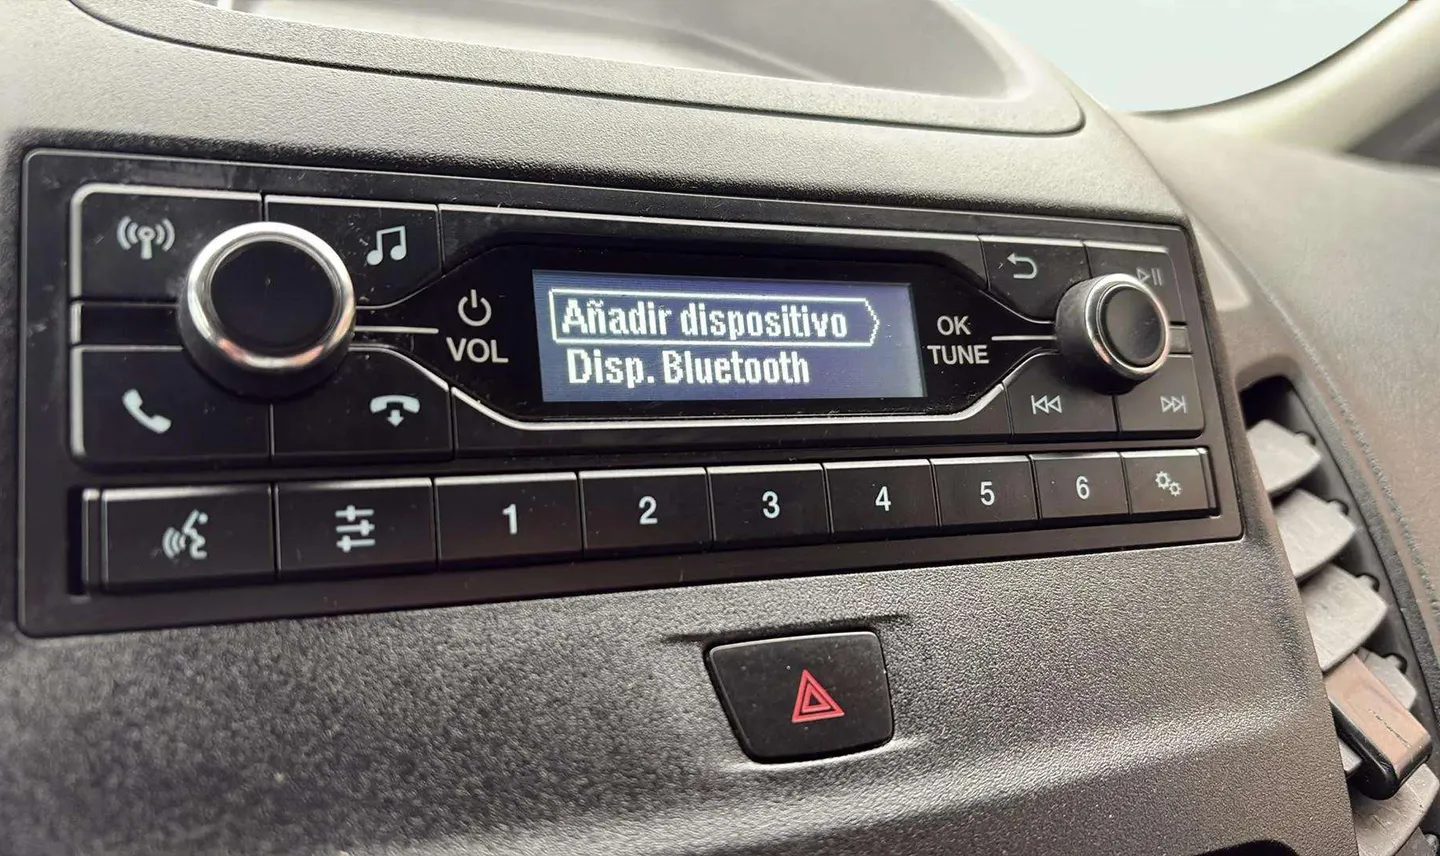 Añadir dispositivo
Disp. Bluetooth
VOL
OK
TUNE
1 2 3 4 5 6